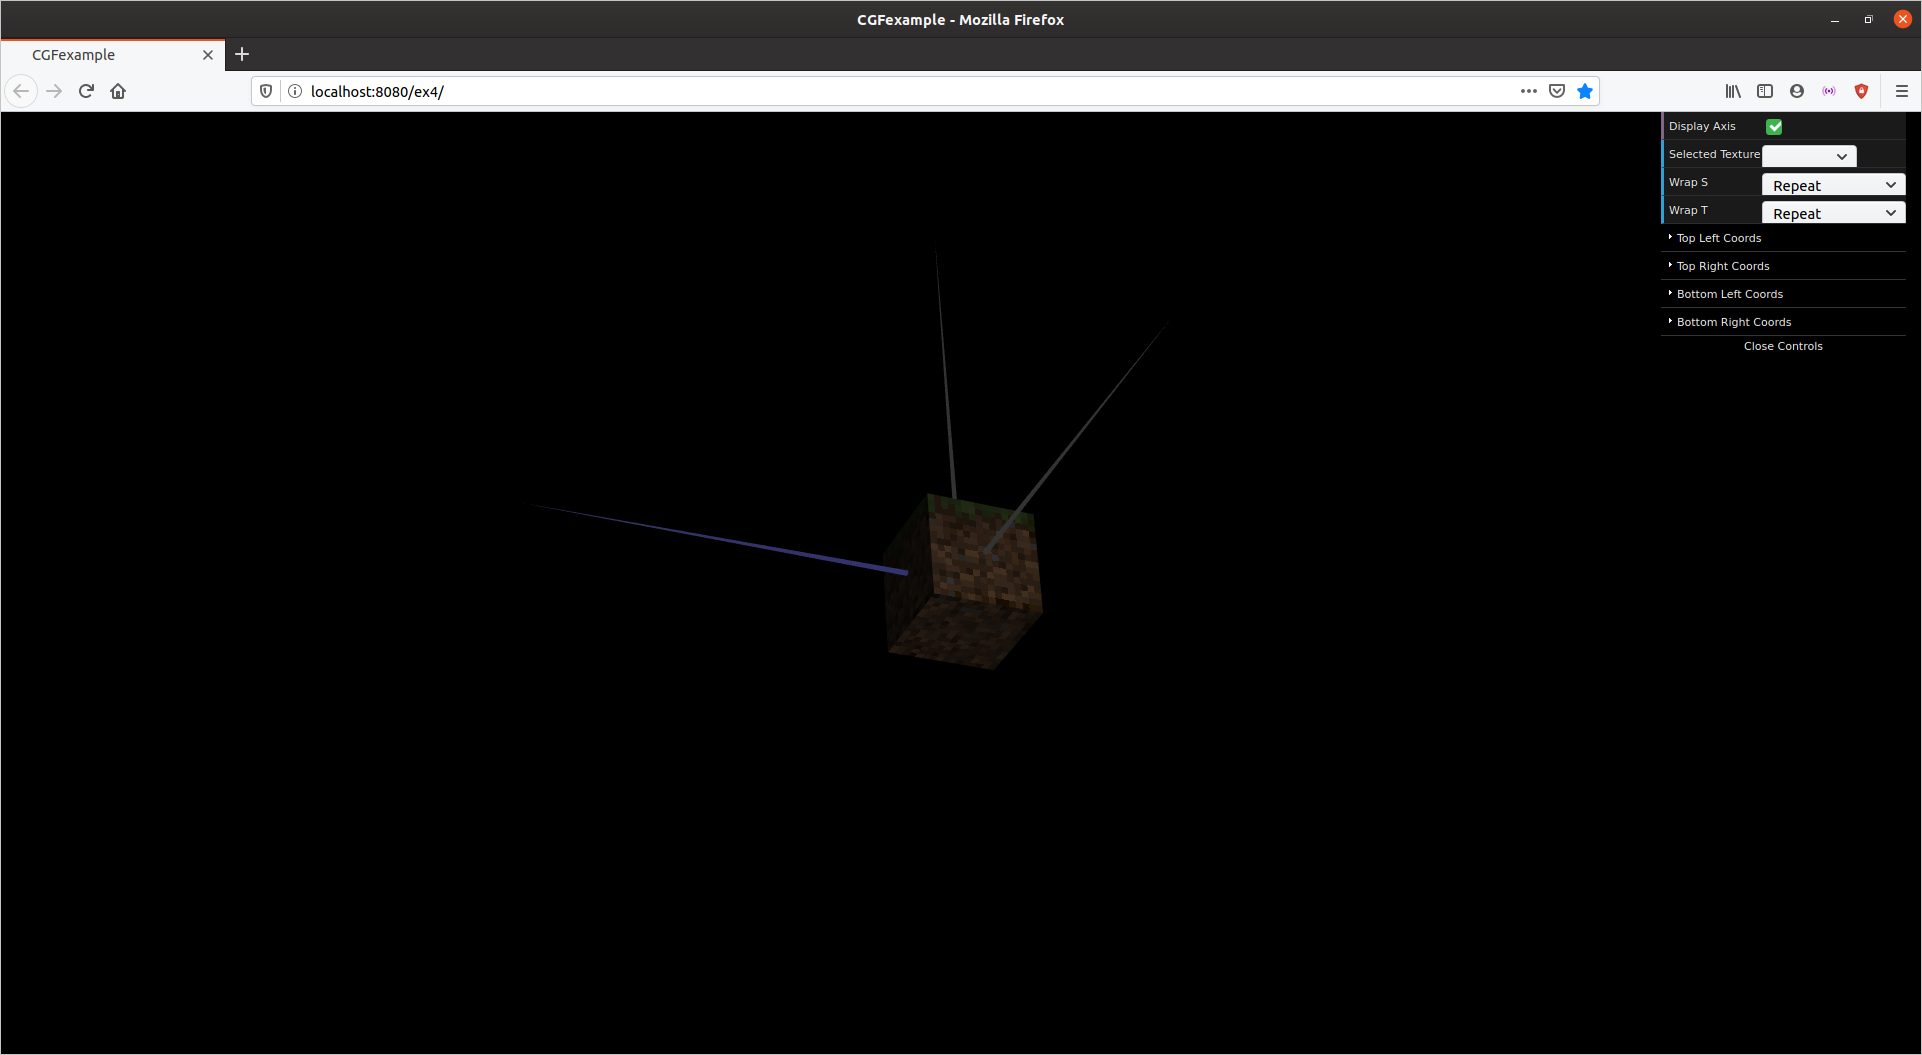 CGFexample - Mozilla Firefox
CGFexample
localhost:8080/ex4/
Display Axis
Selected Texture
Wrap S Repeat
Wrap T Repeat
Top Left Coords
Top Right Coords
Bottom Left Coords
Bottom Right Coords
Close Controls